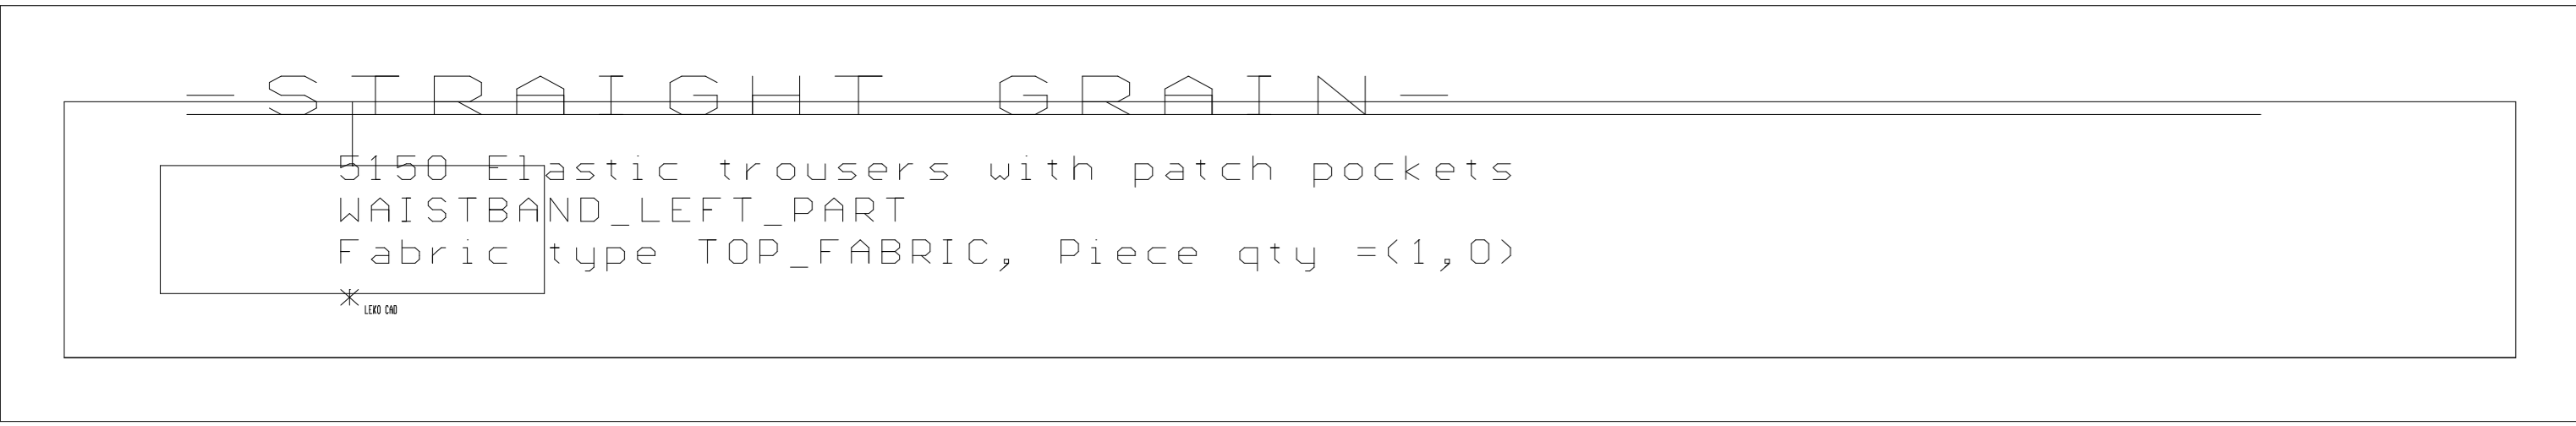 -STRAIGHT GRAIN-
5150 Elastic trousers with patch pockets
WAISTBAND_LEFT_PART
Fabric type TOP_FABRIC, Piece qty =(1,0)
LEKO CAD